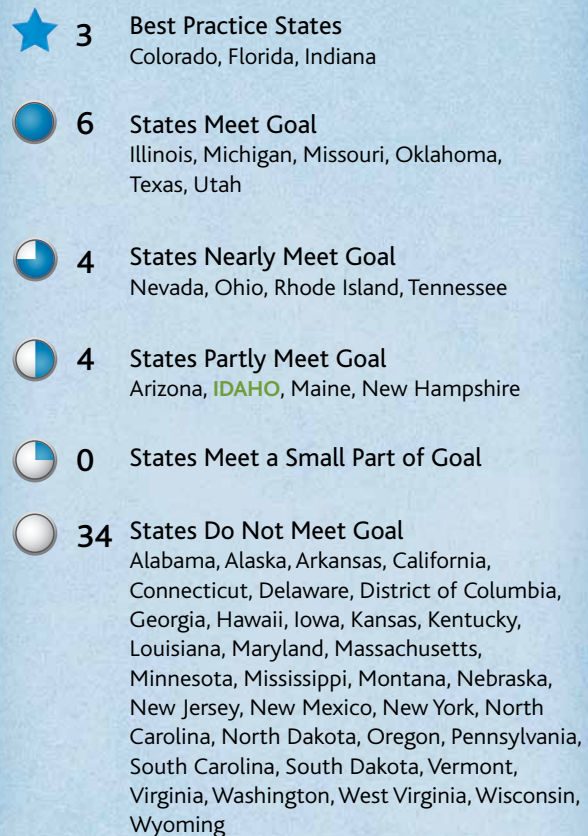 3 Best Practice States
Colorado, Florida, Indiana
6 States Meet Goal
Illinois, Michigan, Missouri, Oklahoma,
Texas, Utah
4 States Nearly Meet Goal
Nevada, Ohio, Rhode Island, Tennessee
4 States Partly Meet Goal
Arizona, IDAHO, Maine, New Hampshire
0 States Meet a Small Part of Goal
34 States Do Not Meet Goal
Alabama, Alaska, Arkansas, California,
Connecticut, Delaware, District of Columbia,
Georgia, Hawaii, Iowa, Kansas, Kentucky,
Louisiana, Maryland, Massachusetts,
Minnesota, Mississippi, Montana, Nebraska,
New Jersey, New Mexico, New York, North
Carolina, North Dakota, Oregon, Pennsylvania,
South Carolina, South Dakota, Vermont,
Virginia, Washington, West Virginia, Wisconsin,
Wyoming